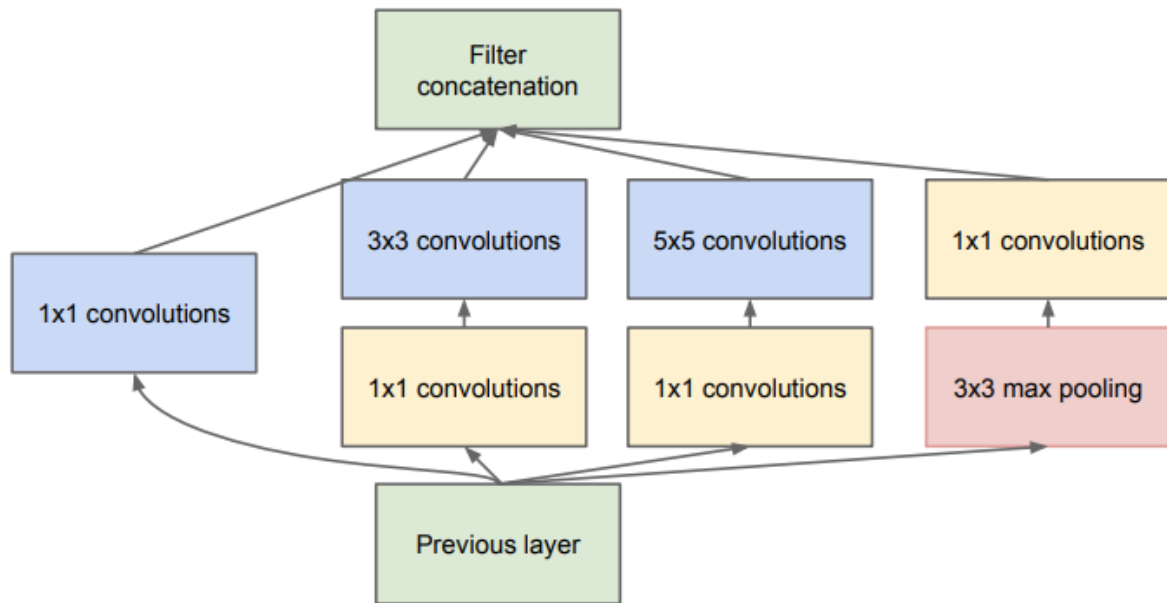 Filter
concatenation
3x3 convolutions
5x5 convolutions
1x1 convolutions
1x1 convolutions
1x1 convolutions
1x1 convolutions
3x3 max pooling
Previous layer